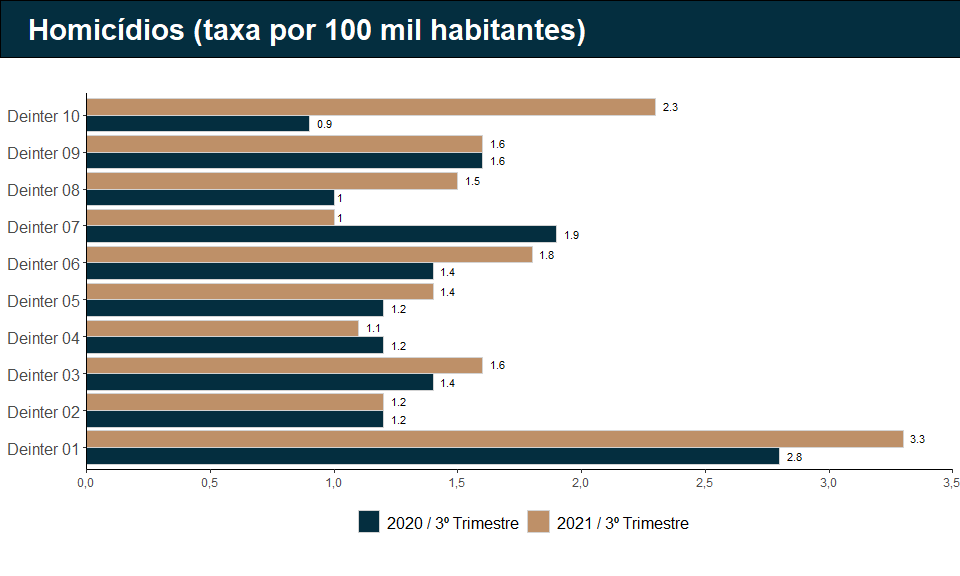 Homicídios (taxa por 100 mil habitantes)
Deinter 10
2.3
0.9
Deinter 09
1.6
1.6
Deinter 08
1.5
1
Deinter 07
1
1.9
Deinter 06
1.8
1.4
Deinter 05
1.4
1.2
Deinter 04
1.1
1.2
Deinter 03
1.6
1.4
Deinter 02
1.2
1.2
Deinter 01
3.3
2.8
0,0 0,5 1,0 1,5 2,0 2,5 3,0 3,5
2020 / 3º Trimestre 2021 / 3º Trimestre